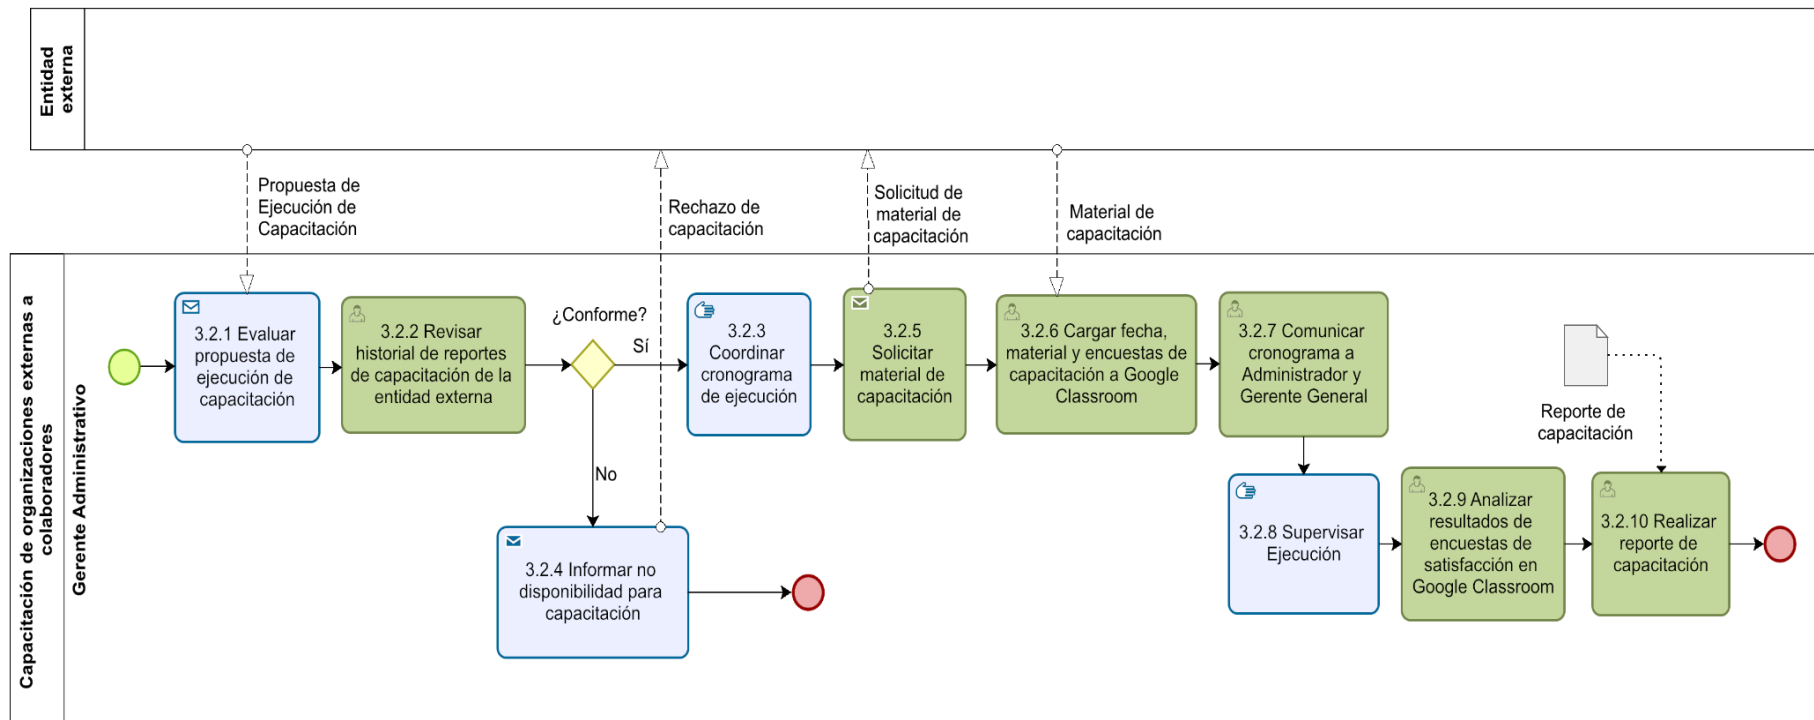 Entidad
externa
Propuesta de
Ejecución de
Capacitación
Rechazo de
capacitación
Solicitud de
material de
capacitación
Material de
capacitación
Capacitación de organizaciones externas a
colaboradores
Gerente Administrativo
3.2.1 Evaluar
propuesta de
ejecución de
capacitación
3.2.2 Revisar
historial de reportes
de capacitación de la
entidad externa
¿Conforme?
Sí
No
3.2.3
Coordinar
cronograma
de ejecución
3.2.4 Informar no
disponibilidad para
capacitación
3.2.5
Solicitar
material de
capacitación
3.2.6 Cargar fecha,
material y encuestas de
capacitación a Google
Classroom
3.2.7 Comunicar
cronograma a
Administrador y
Gerente General
3.2.8 Supervisar
Ejecución
3.2.9 Analizar
resultados de
encuestas de
satisfacción en
Google Classroom
Reporte de
capacitación
3.2.10 Realizar
reporte de
capacitación